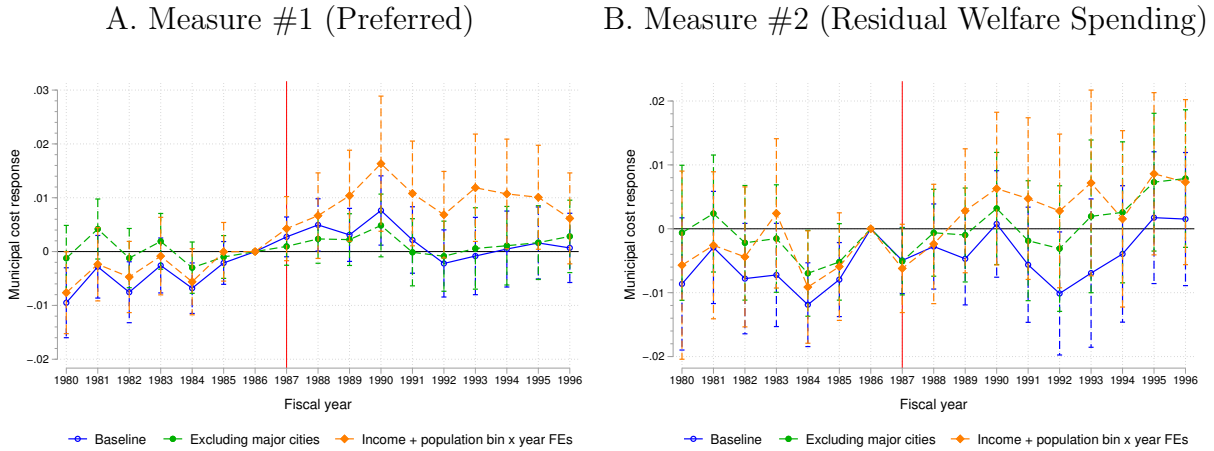 A. Measure #1 (Preferred)
Municipal cost response
.03
.02
.01
0
-.01
-.02
1980 1981 1982 1983 1984 1985 1986 1987 1988 1989 1990 1991 1992 1993 1994 1995 1996
Fiscal year
Baseline Excluding major cities Income + population bin x year FEs
B. Measure #2 (Residual Welfare Spending)
Municipal cost response
.02
.01
0
-.01
-.02
1980 1981 1982 1983 1984 1985 1986 1987 1988 1989 1990 1991 1992 1993 1994 1995 1996
Fiscal year
Baseline Excluding major cities Income + population bin x year FEs